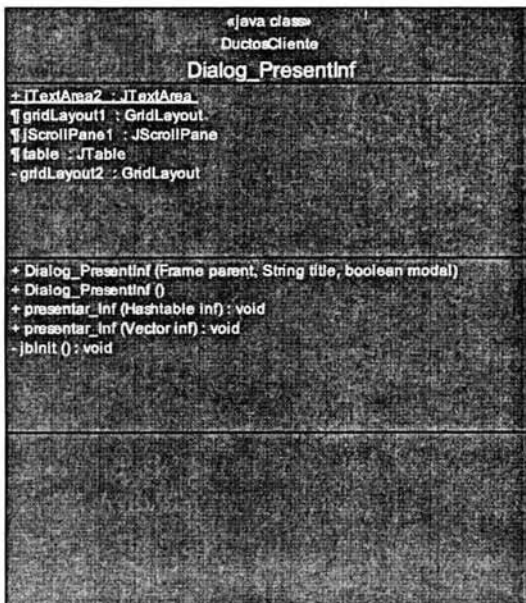 «java class»
DuctosCliente
Dialog_PresentInf
+ jTextArea2 : JTextArea
¶ gridLayout1 : GridLayout
¶ jScrollPane1 : JScrollPane
¶ table : JTable
- gridLayout2 : GridLayout
+ Dialog_PresentInf (Frame parent, String title, boolean modal)
+ Dialog_PresentInf ()
+ presentar_Inf (Hashtable inf) : void
+ presentar_Inf (Vector inf) : void
- jbInit () : void